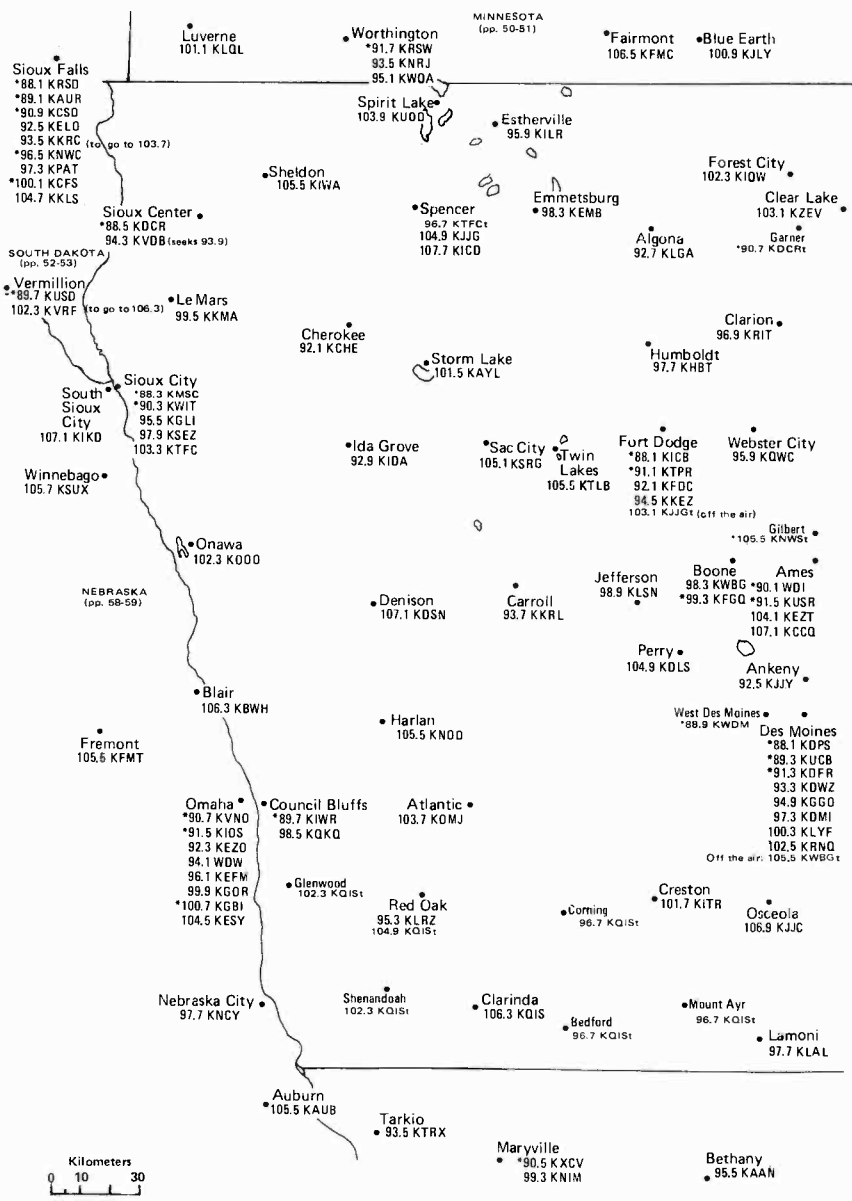 MINNESOTA
(pp. 50-51)
Luverne
101.1 KLQL
Worthington
*91.7 KRSW
93.5 KNRJ
95.1 KWOA
Fairmont
106.5 KFMC
Blue Earth
100.9 KJLY
Sioux Falls
*88.1 KRSD
*89.1 KAUR
*90.9 KCSD
92.5 KELO
93.5 KKRC (to go to 103.7)
*96.5 KNWC
97.3 KPAT
*100.1 KCFS
104.7 KKLS
Spirit Lake
103.9 KUOO
Estherville
95.9 KILR
Sheldon
105.5 KIWA
Forest City
102.3 KIOW
Clear Lake
103.1 KZEV
Sioux Center
*88.5 KDCR
94.3 KVDB (seeks 93.9)
Spencer
96.7 KTFCt
104.9 KJJG
107.7 KICD
Emmetsburg
98.3 KEMB
Algona
92.7 KLGA
Garner
*90.7 KDCRt
SOUTH DAKOTA
(pp. 52-53)
Vermillion
*89.7 KUSD
102.3 KVRF (to go to 106.3)
Le Mars
99.5 KKMA
Cherokee
92.1 KCHE
Storm Lake
101.5 KAYL
Humboldt
97.7 KHBT
Clarion
96.9 KRIT
South
Sioux
City
107.1 KIKD
Sioux City
*88.3 KMSC
*90.3 KWIT
95.5 KGLI
97.9 KSEZ
103.3 KTFC
Winnebago
105.7 KSUX
Ida Grove
92.9 KIDA
Sac City
105.1 KSRG
Twin
Lakes
105.5 KTLB
Fort Dodge
*88.1 KICB
*91.1 KTPR
92.1 KFDC
94.5 KKEZ
103.1 KJJGt (off the air)
Webster City
95.9 KQWC
Gilbert
*105.5 KNWSt
Onawa
102.3 KOOO
NEBRASKA
(pp. 58-59)
Denison
107.1 KDSN
Carroll
93.7 KKRL
Jefferson
98.9 KLSN
Boone
98.3 KWBG
*99.3 KFGQ
Ames
*90.1 WOI
*91.5 KUSR
104.1 KEZT
107.1 KCCQ
Perry
104.9 KDLS
Ankeny
92.5 KJJY
Blair
106.3 KBWH
Fremont
105.5 KFMT
Harlan
105.5 KNOD
West Des Moines
*88.9 KWDM
Des Moines
*88.1 KDPS
*89.3 KUCB
*91.3 KDFR
93.3 KDWZ
94.9 KGGO
97.3 KDMI
100.3 KLYF
102.5 KRNQ
Off the air: 105.5 KWBGt
Omaha
*90.7 KVNO
*91.5 KIOS
92.3 KEZO
94.1 WOW
96.1 KEFM
99.9 KGOR
*100.7 KGBI
104.5 KESY
Council Bluffs
*89.7 KIWR
98.5 KQKQ
Atlantic
103.7 KOMJ
Glenwood
102.3 KQISt
Red Oak
95.3 KLRZ
104.9 KQISt
Corning
96.7 KQISt
Creston
101.7 KITR
Osceola
106.9 KJJC
Nebraska City
97.7 KNCY
Shenandoah
102.3 KQISt
Clarinda
106.3 KQIS
Bedford
96.7 KQISt
Mount Ayr
96.7 KQISt
Lamoni
97.7 KLAL
Auburn
105.5 KAUB
Tarkio
93.5 KTRX
Maryville
*90.5 KXCV
99.3 KNIM
Bethany
95.5 KAAN
Kilometers
0 10 30